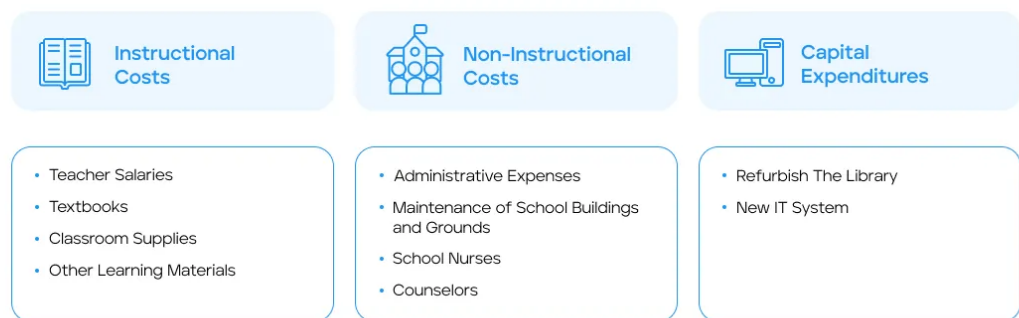 Instructional
Costs
Non-Instructional
Costs
Capital
Expenditures
• Teacher Salaries
• Textbooks
• Classroom Supplies
• Other Learning Materials
• Administrative Expenses
• Maintenance of School Buildings
and Grounds
• School Nurses
• Counselors
• Refurbish The Library
• New IT System